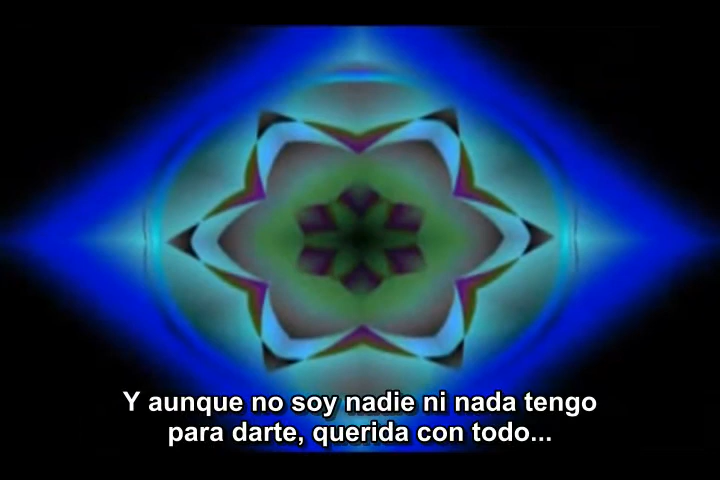 Y aunque no soy nadie ni nada tengo
para darte, querida con todo...